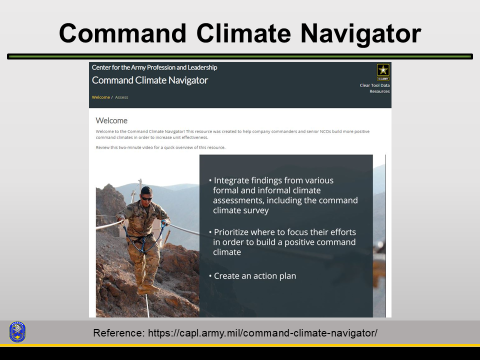 Command Climate Navigator
Center for the Army Profession and Leadership
Command Climate Navigator
Clear Tool Data
Resources
Welcome / Assess
Welcome
Welcome to the Command Climate Navigator! This resource was created to help company commanders and senior NCOs build more positive
command climates in order to increase unit effectiveness.
Review this two-minute video for a quick overview of this resource.
• Integrate findings from various
formal and informal climate
assessments, including the command
climate survey
• Prioritize where to focus their efforts
in order to build a positive command
climate
• Create an action plan
Reference: https://capl.army.mil/command-climate-navigator/